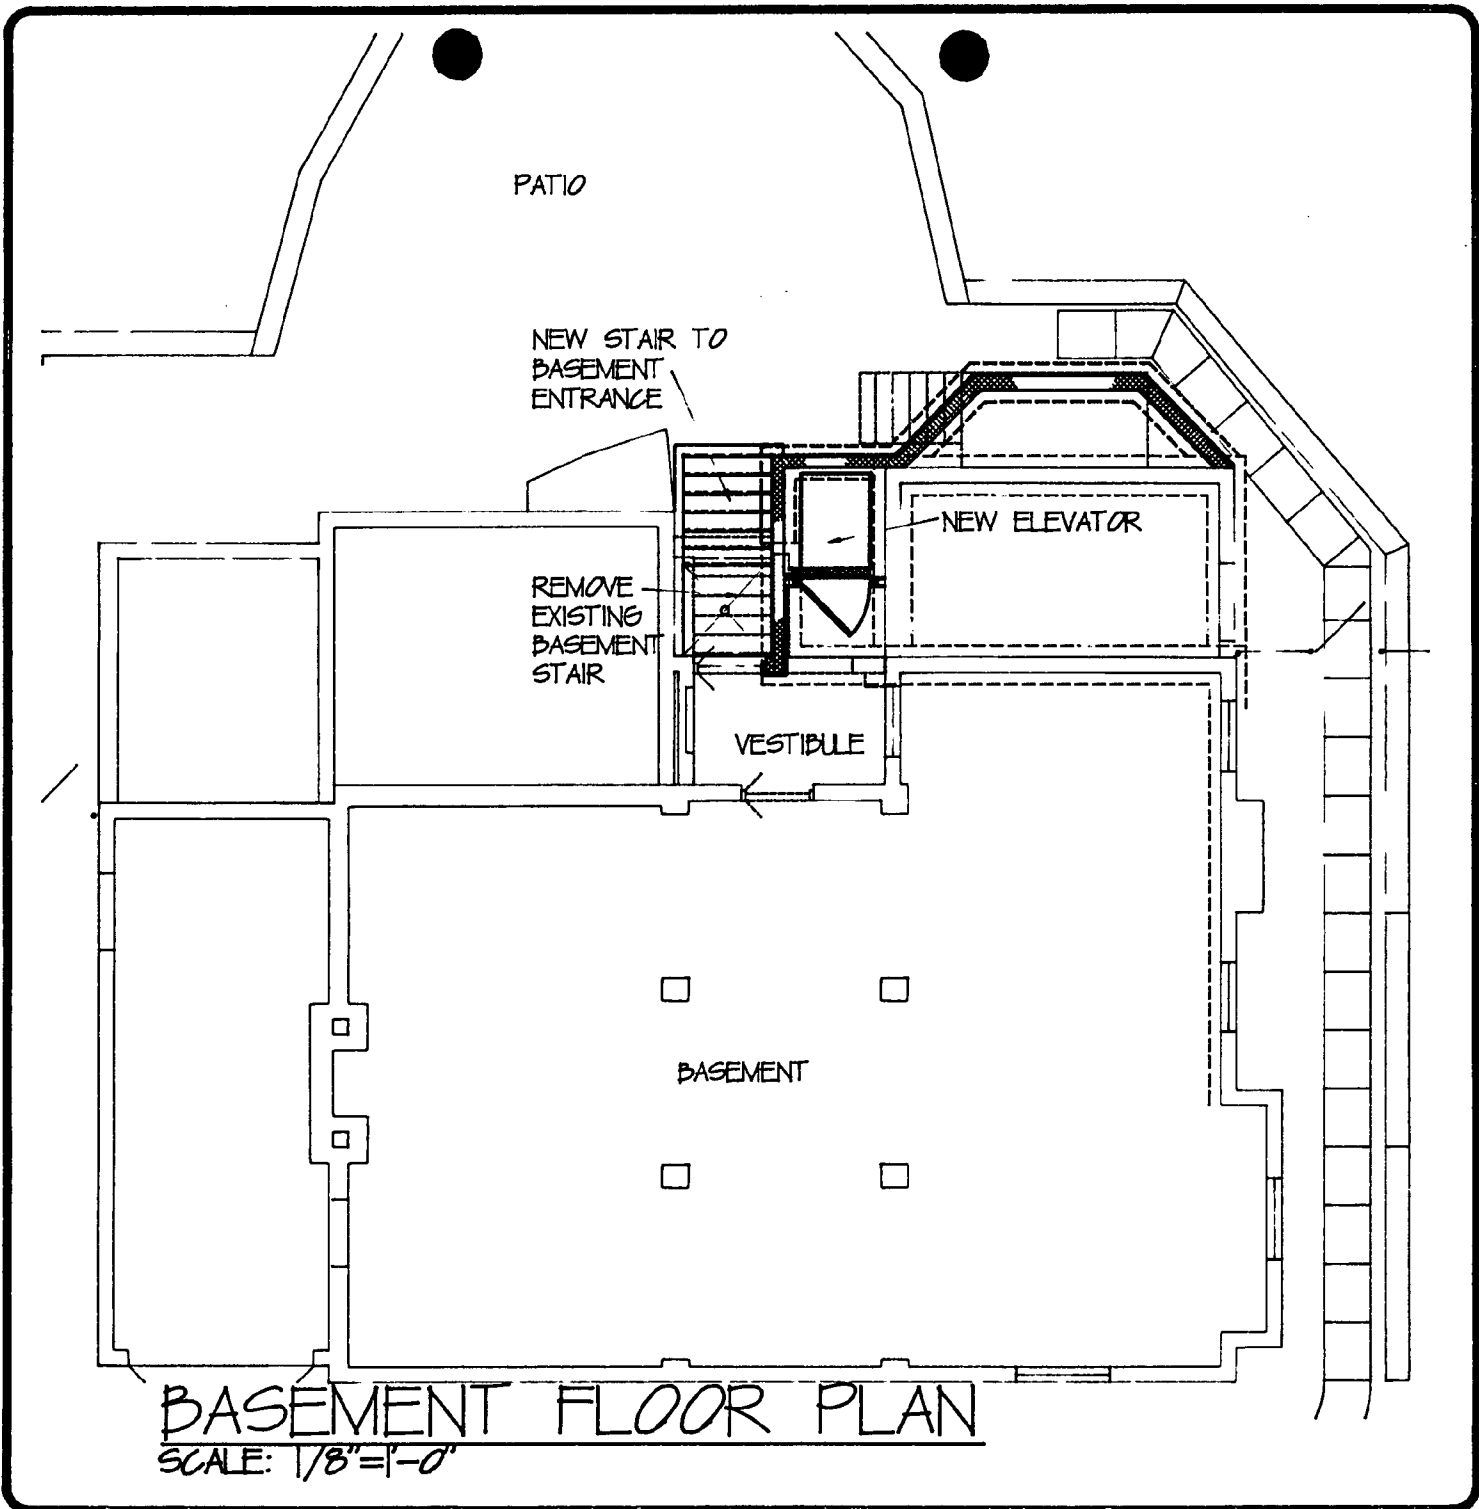 PATIO
NEW STAIR TO
BASEMENT
ENTRANCE
NEW ELEVATOR
REMOVE
EXISTING
BASEMENT
STAIR
VESTIBULE
BASEMENT
BASEMENT FLOOR PLAN
SCALE: 1/8"=1'-0"